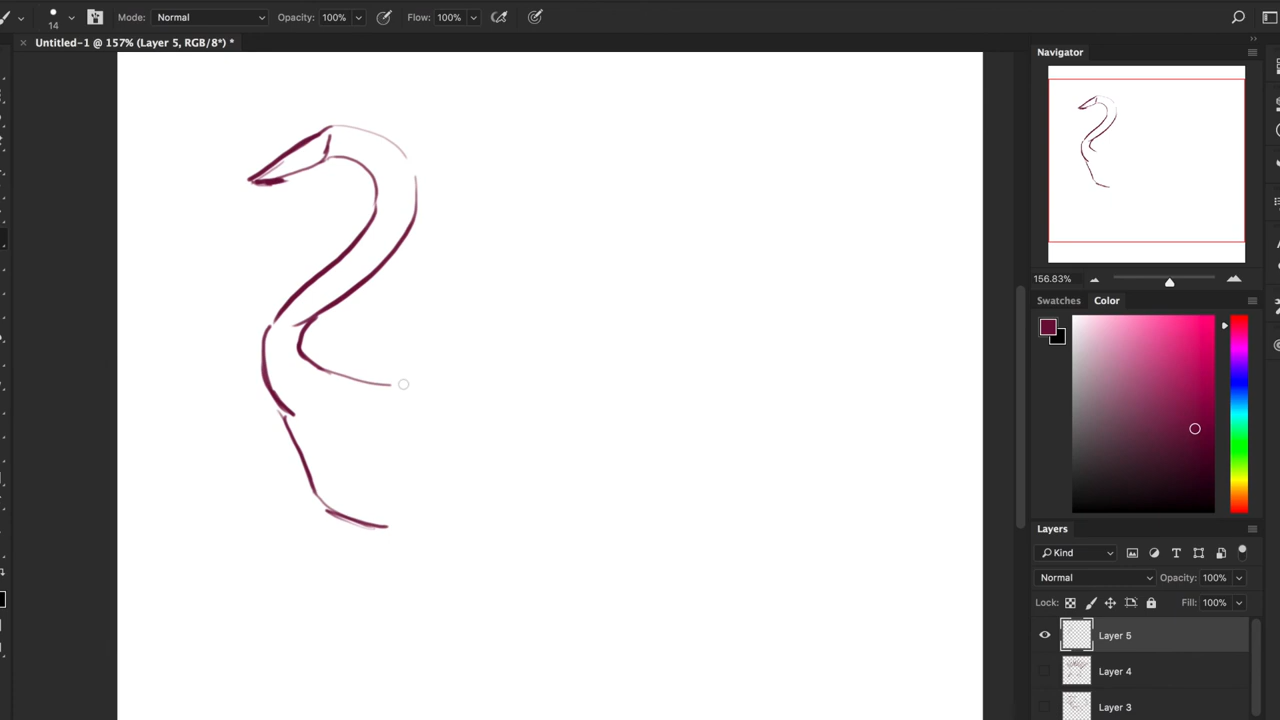 14
Mode: Normal
Opacity: 100%
Flow: 100%
× Untitled-1 @ 157% (Layer 5, RGB/8*) *
Navigator
156.83%
Swatches Color
Layers
Kind
Normal
Opacity: 100%
Lock:
Fill: 100%
Layer 5
Layer 4
Layer 3